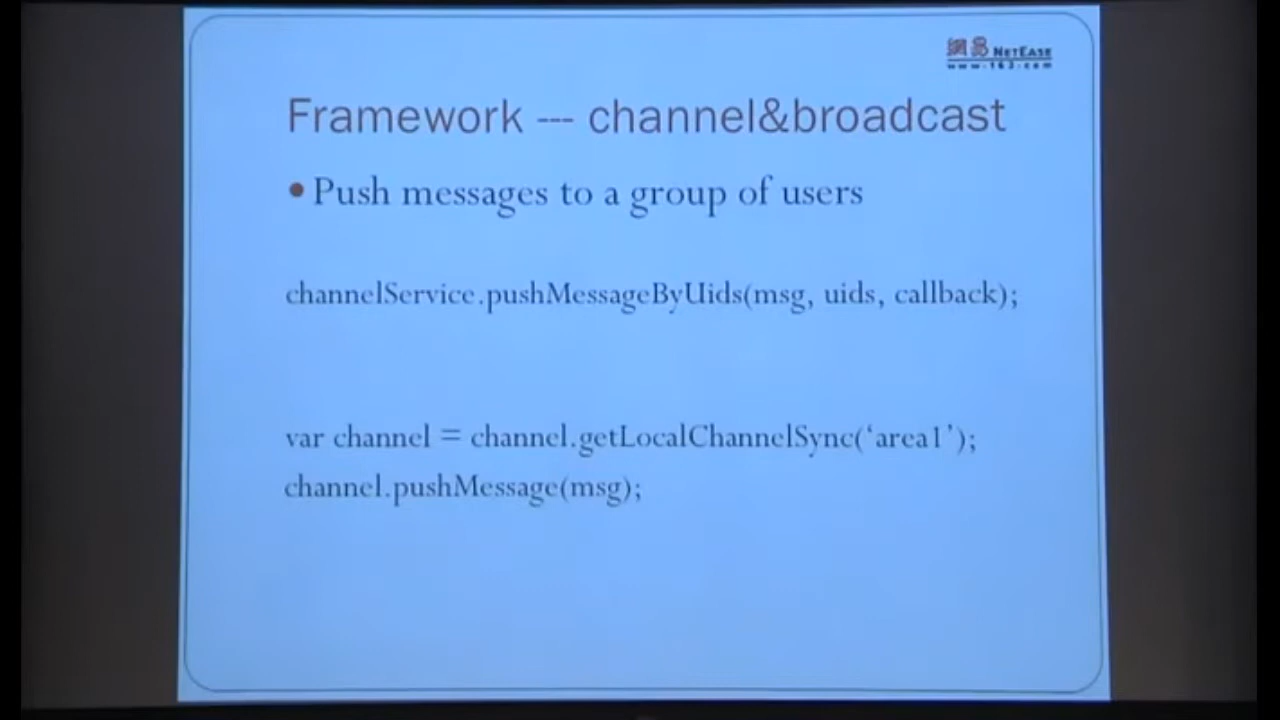 網易 NETEASE
www.163.com
Framework --- channel&broadcast
• Push messages to a group of users
channelService.pushMessageByUids(msg, uids, callback);
var channel = channel.getLocalChannelSync(‘area1’);
channel.pushMessage(msg);